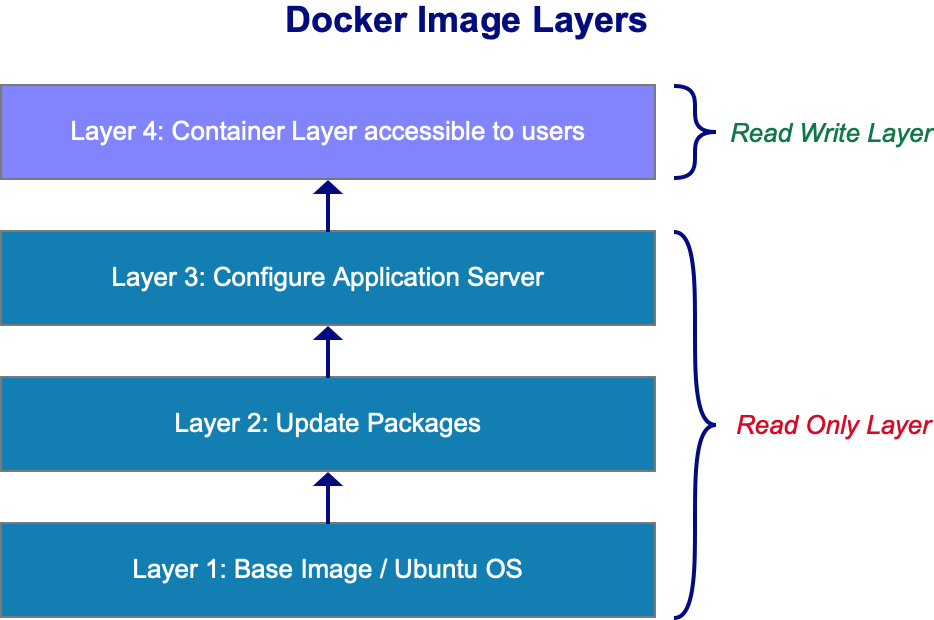 Docker Image Layers
Layer 4: Container Layer accessible to users
Read Write Layer
Layer 3: Configure Application Server
Layer 2: Update Packages
Read Only Layer
Layer 1: Base Image / Ubuntu OS